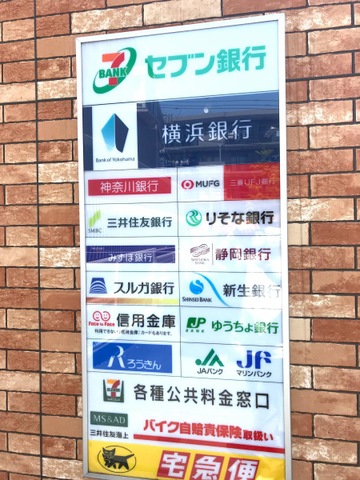 7 BANK セブン銀行
横浜銀行
Bank of Yokohama
神奈川銀行 MUFG 三菱UFJ銀行
SMBC 三井住友銀行 りそな銀行
みずほ銀行 静岡銀行
スルガ銀行 SHINSEI BANK 新生銀行
Face to Face 信用金庫 JP BANK ゆうちょ銀行
ろうきん JA JAバンク JF マリンバンク
各種公共料金窓口
MS&AD
三井住友海上 バイク自賠責保険取扱い
宅急便